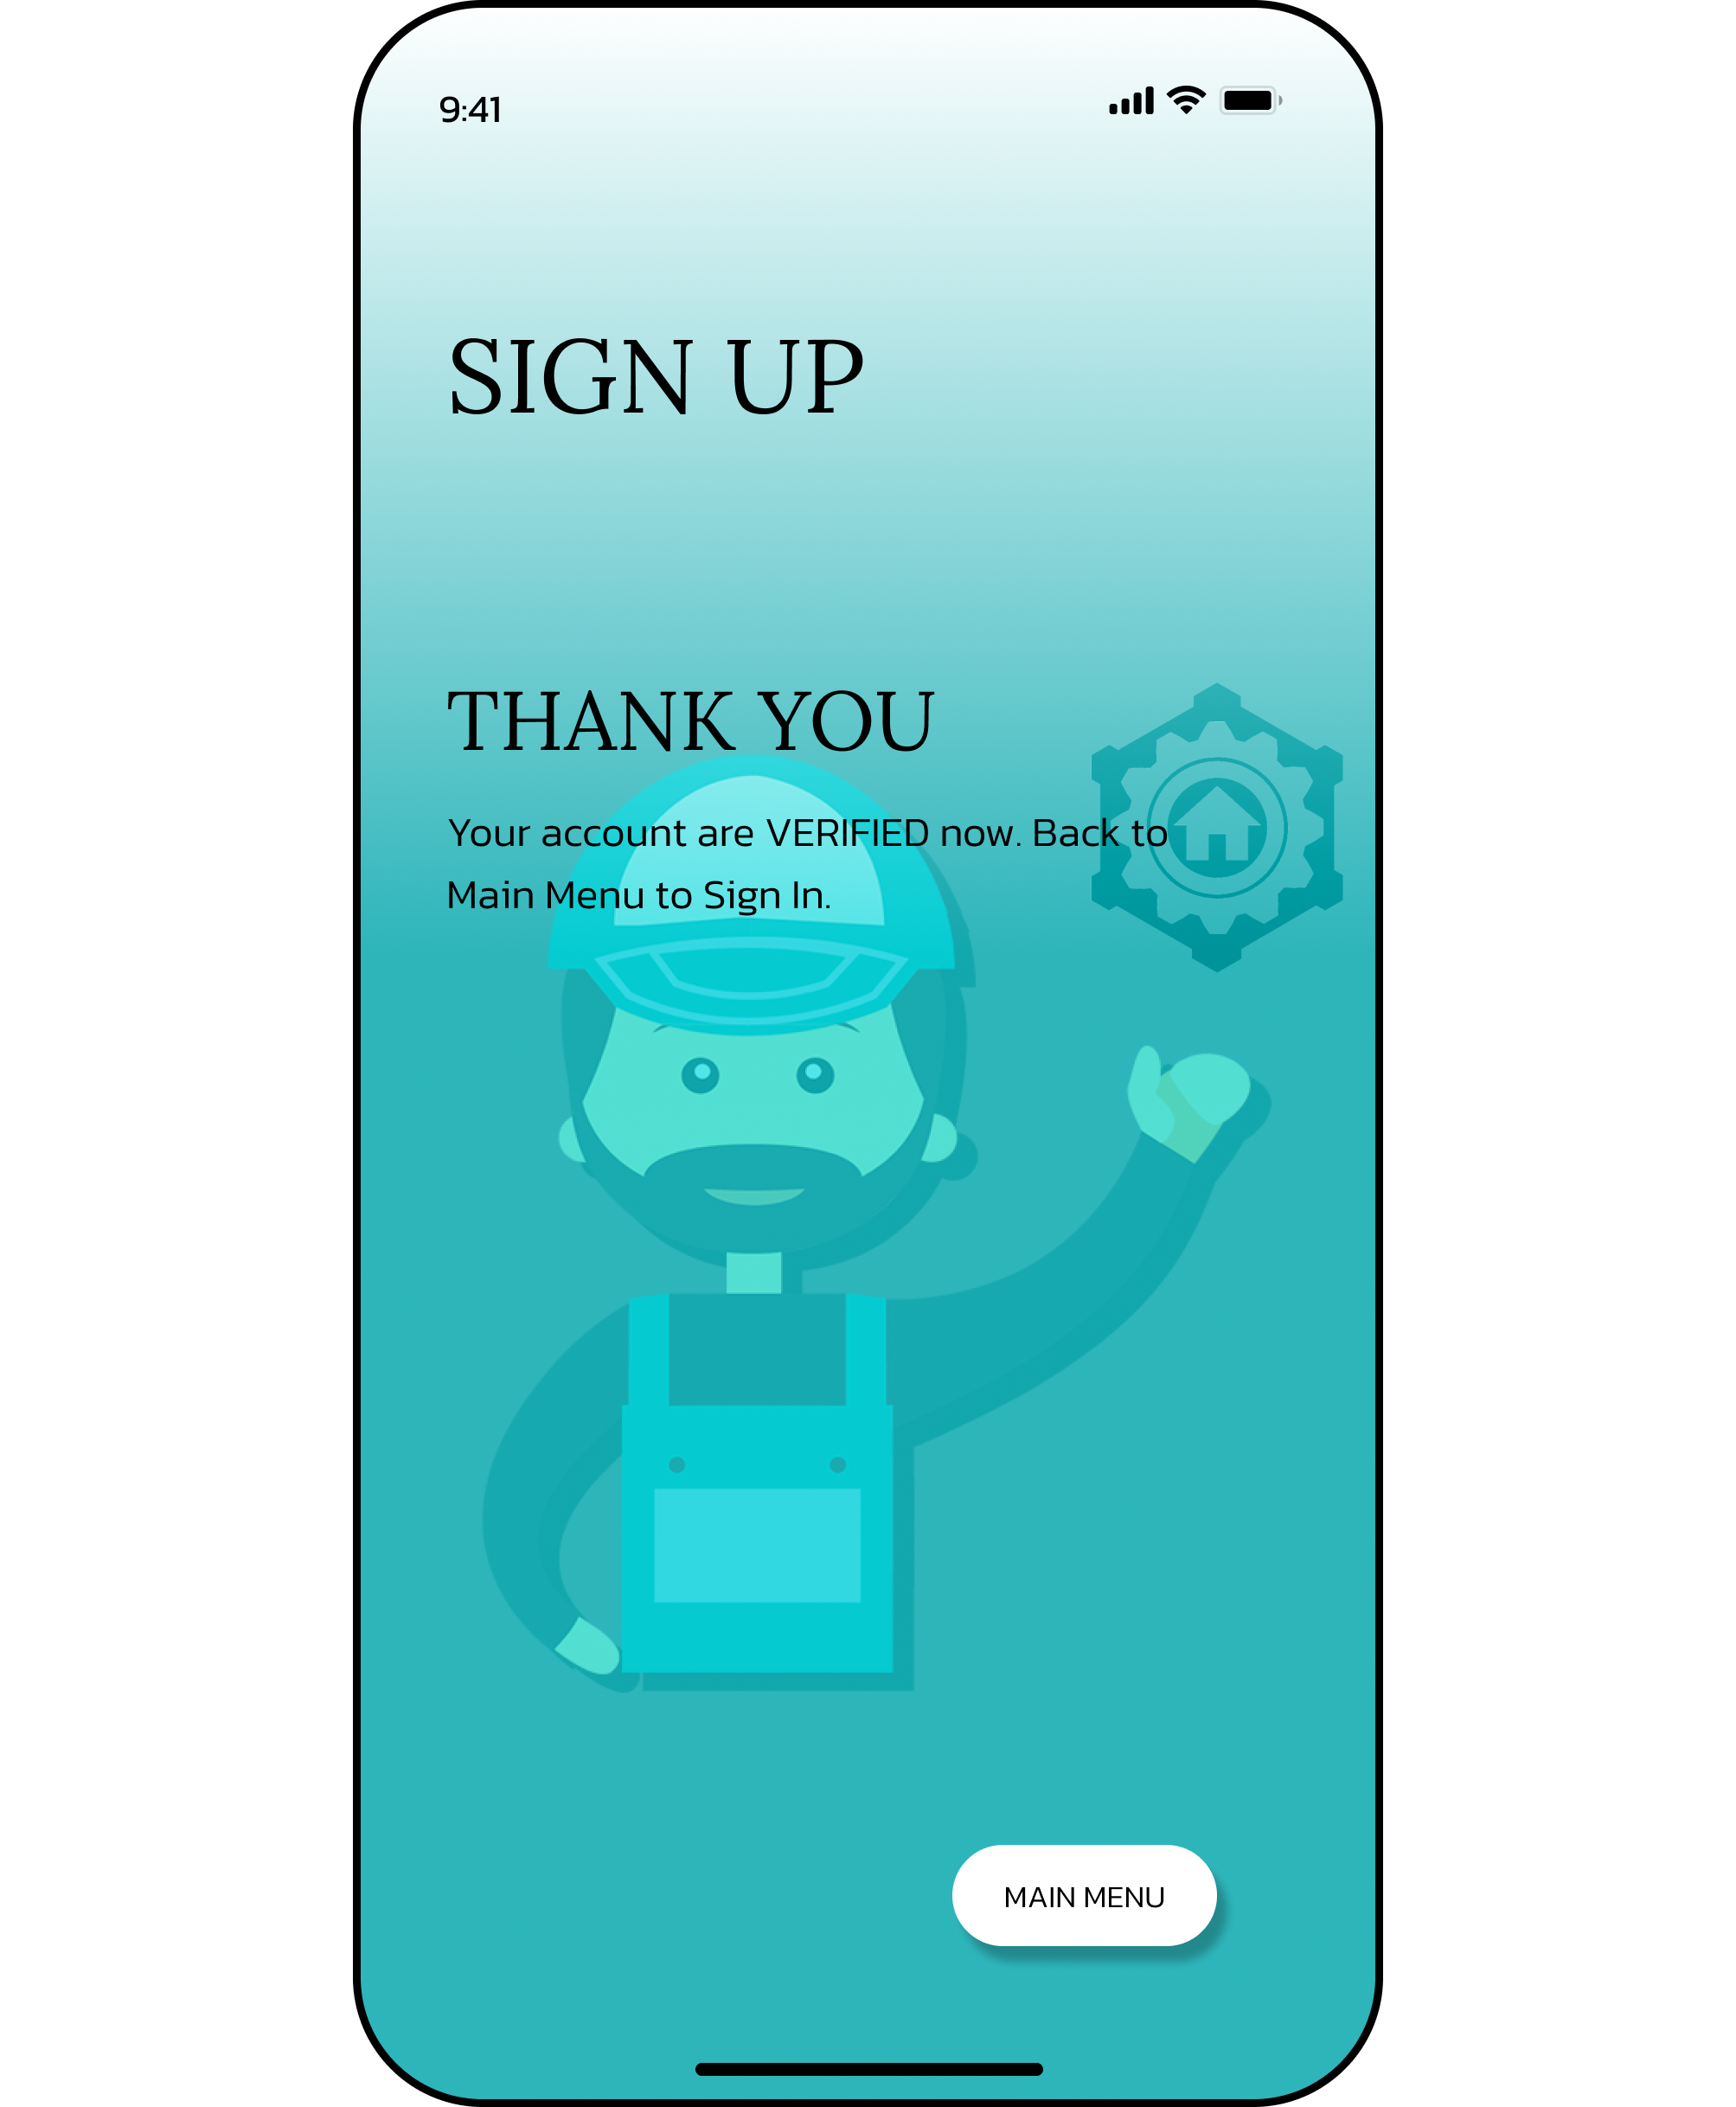 9:41
SIGN UP
THANK YOU
Your account are VERIFIED now. Back to
Main Menu to Sign In.
MAIN MENU